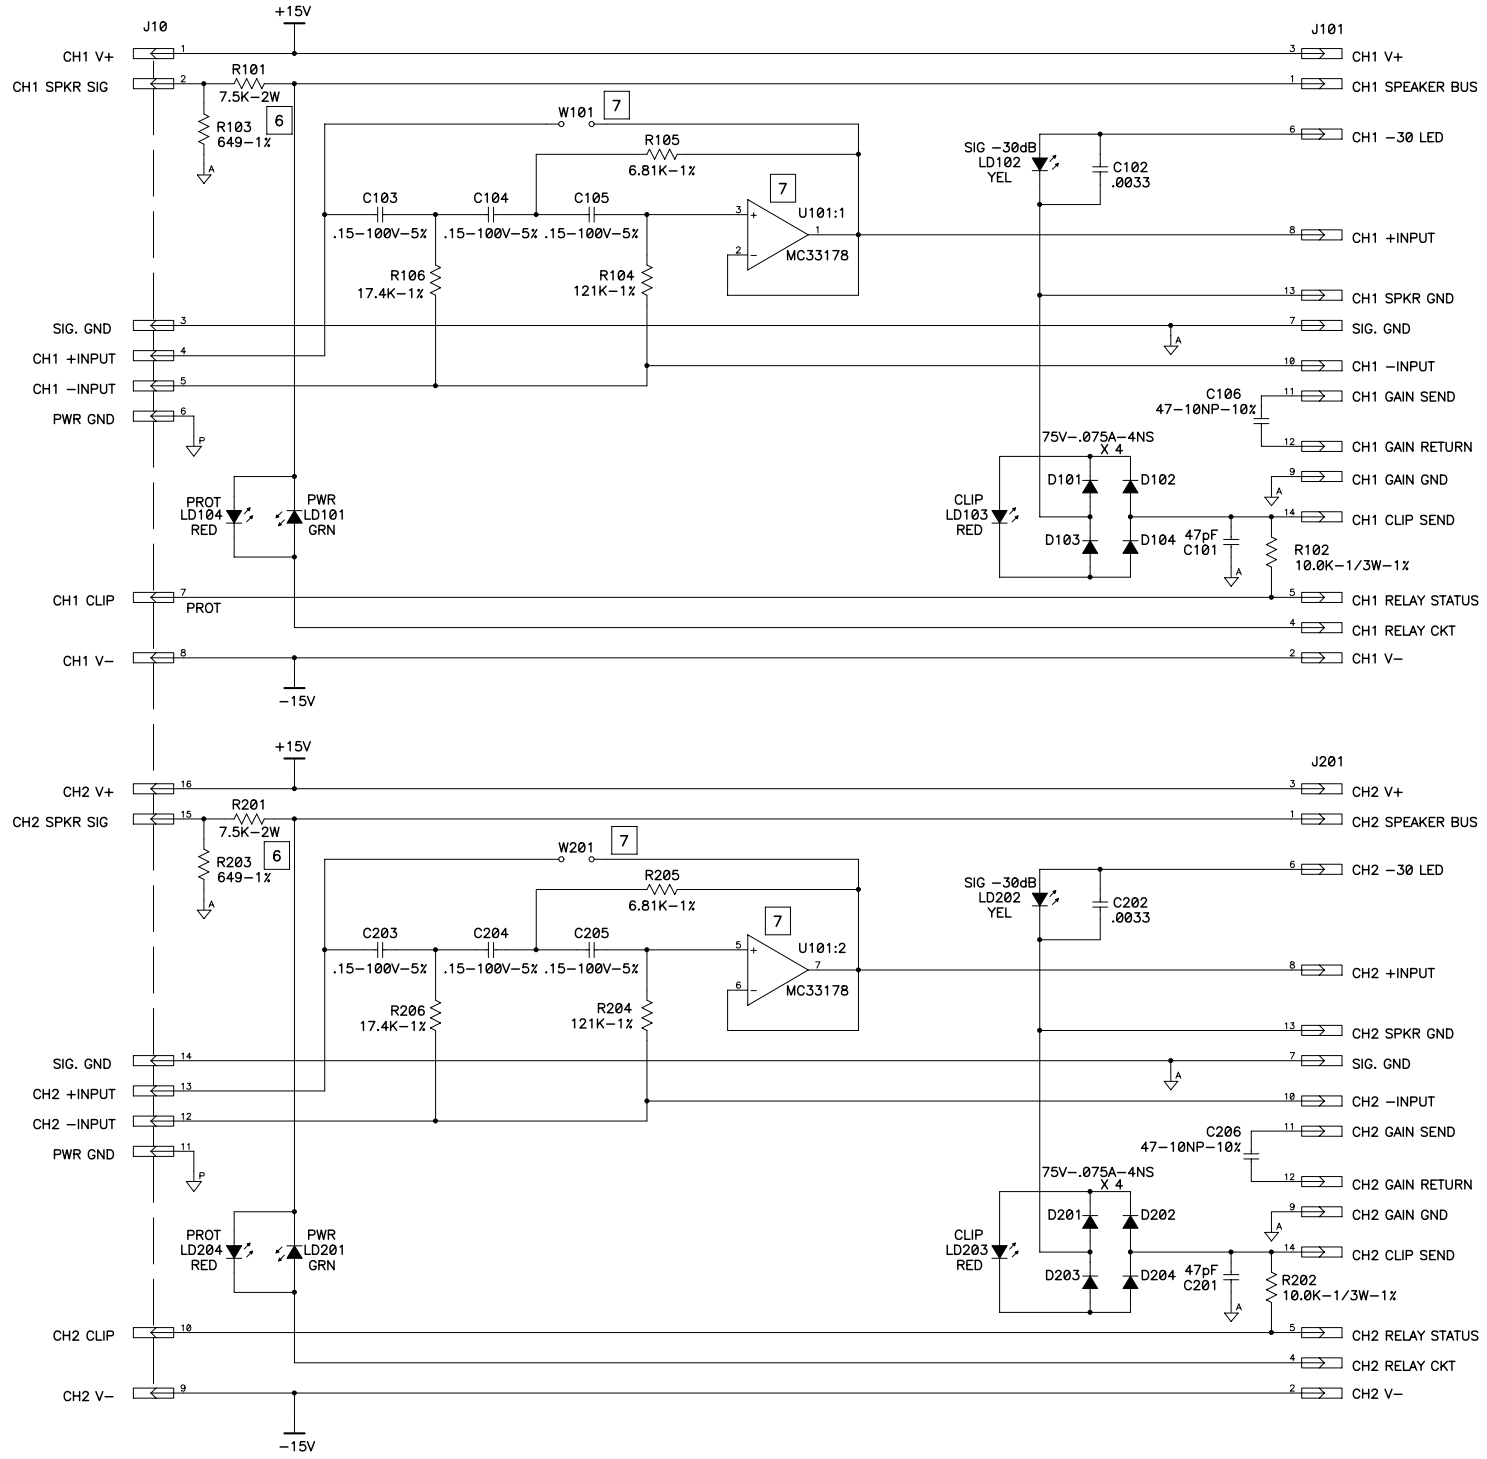 +15V
J10
J101
CH1 V+
1
3
CH1 V+
CH1 SPKR SIG
2
R101
7.5K-2W
1
CH1 SPEAKER BUS
6
R103
649-1%
A
W101
7
R105
6.81K-1%
SIG -30dB
LD102
YEL
C102
.0033
6
CH1 -30 LED
C103
.15-100V-5%
C104
.15-100V-5%
C105
.15-100V-5%
7
3
+
2
-
U101:1
1
MC33178
8
CH1 +INPUT
R106
17.4K-1%
R104
121K-1%
13
CH1 SPKR GND
SIG. GND
3
A
7
SIG. GND
CH1 +INPUT
4
10
CH1 -INPUT
CH1 -INPUT
5
C106
47-10NP-10%
11
CH1 GAIN SEND
PWR GND
6
P
12
CH1 GAIN RETURN
75V-.075A-4NS
X 4
9
CH1 GAIN GND
A
PROT
LD104
RED
PWR
LD101
GRN
CLIP
LD103
RED
D101
D102
D103
D104
47pF
C101
A
14
CH1 CLIP SEND
R102
10.0K-1/3W-1%
CH1 CLIP
7
PROT
5
CH1 RELAY STATUS
4
CH1 RELAY CKT
CH1 V-
8
2
CH1 V-
-15V
+15V
J201
CH2 V+
16
3
CH2 V+
CH2 SPKR SIG
15
R201
7.5K-2W
1
CH2 SPEAKER BUS
6
R203
649-1%
A
W201
7
R205
6.81K-1%
SIG -30dB
LD202
YEL
C202
.0033
6
CH2 -30 LED
C203
.15-100V-5%
C204
.15-100V-5%
C205
.15-100V-5%
7
5
+
6
-
U101:2
7
MC33178
8
CH2 +INPUT
R206
17.4K-1%
R204
121K-1%
13
CH2 SPKR GND
SIG. GND
14
A
7
SIG. GND
CH2 +INPUT
13
10
CH2 -INPUT
CH2 -INPUT
12
C206
47-10NP-10%
11
CH2 GAIN SEND
PWR GND
11
P
12
CH2 GAIN RETURN
75V-.075A-4NS
X 4
9
CH2 GAIN GND
A
PROT
LD204
RED
PWR
LD201
GRN
CLIP
LD203
RED
D201
D202
D203
D204
47pF
C201
A
14
CH2 CLIP SEND
R202
10.0K-1/3W-1%
CH2 CLIP
10
5
CH2 RELAY STATUS
4
CH2 RELAY CKT
CH2 V-
9
2
CH2 V-
-15V